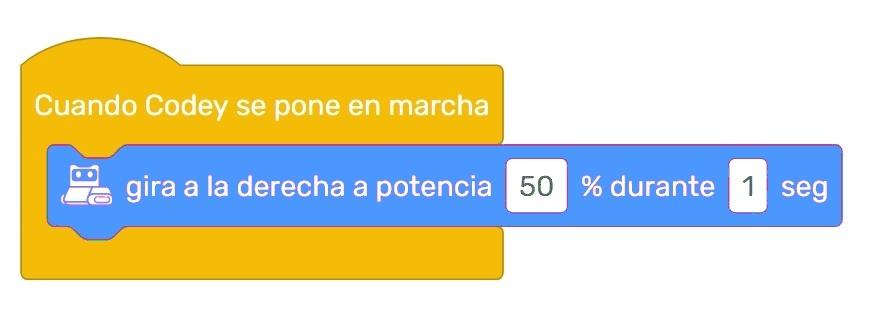 Cuando Codey se pone en marcha
gira a la derecha a potencia 50 % durante 1 seg